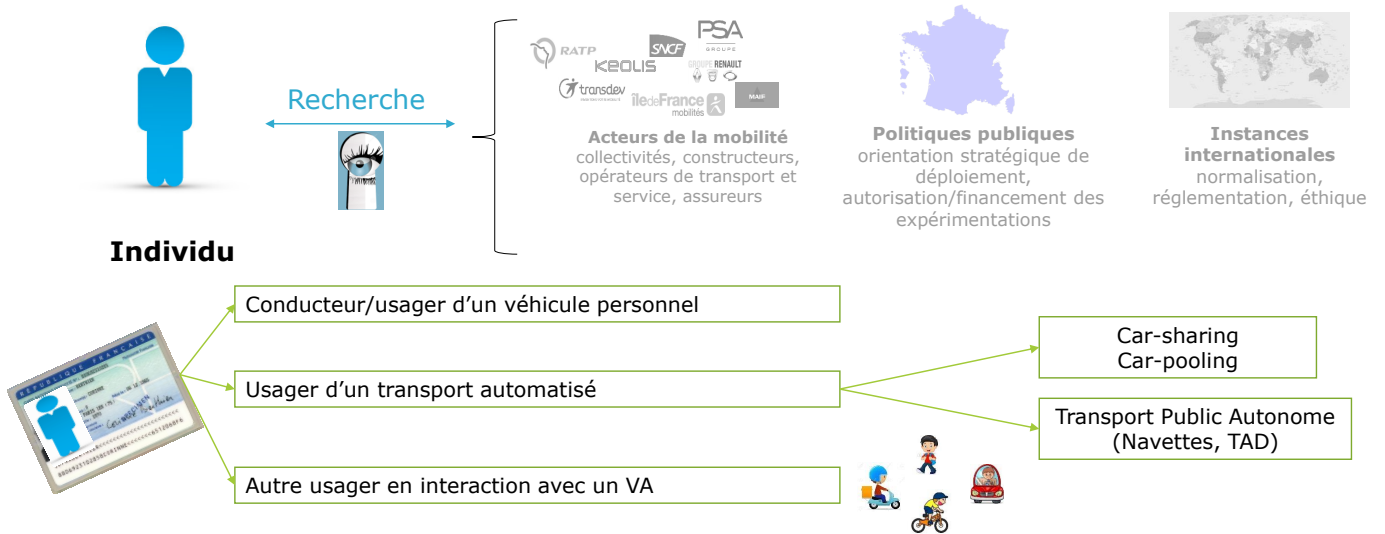 RATP
SNCF
PSA
GROUPE
KEOLIS
GROUPE RENAULT
transdev
îledeFrance
mobilités
MAIF
Recherche
Acteurs de la mobilité
collectivités, constructeurs,
opérateurs de transport et
service, assureurs
Politiques publiques
orientation stratégique de
déploiement,
autorisation/financement des
expérimentations
Instances
internationales
normalisation,
réglementation, éthique
Individu
Conducteur/usager d’un véhicule personnel
Usager d’un transport automatisé
Autre usager en interaction avec un VA
Car-sharing
Car-pooling
Transport Public Autonome
(Navettes, TAD)
RÉPUBLIQUE FRANÇAISE